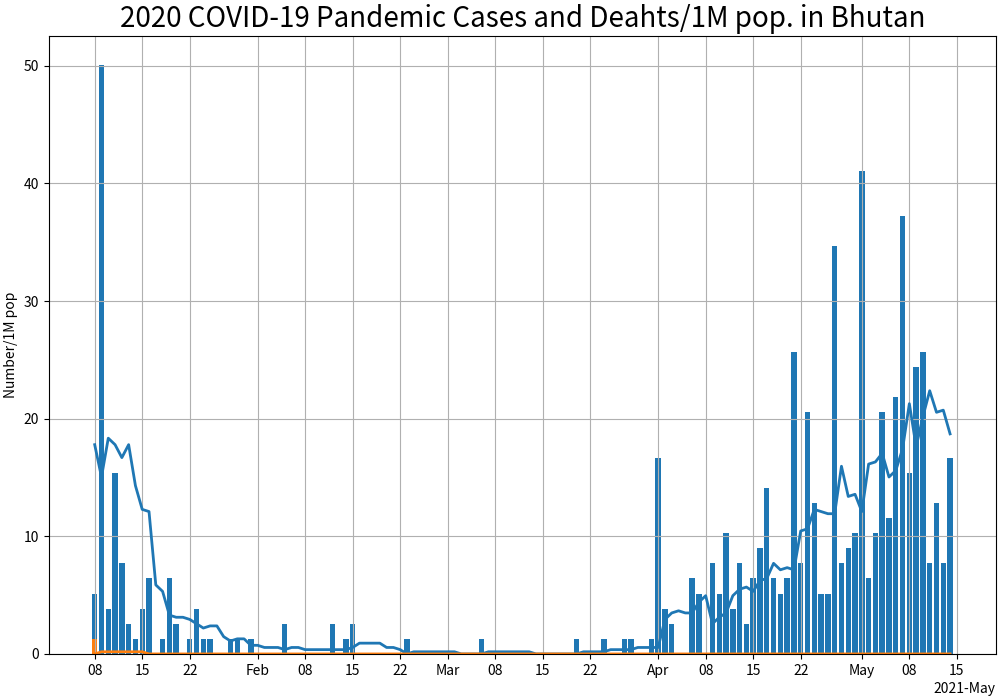 2020 COVID-19 Pandemic Cases and Deahts/1M pop. in Bhutan
Number/1M pop
50
40
30
20
10
0
08 15 22 Feb 08 15 22 Mar 08 15 22 Apr 08 15 22 May 08 15
2021-May